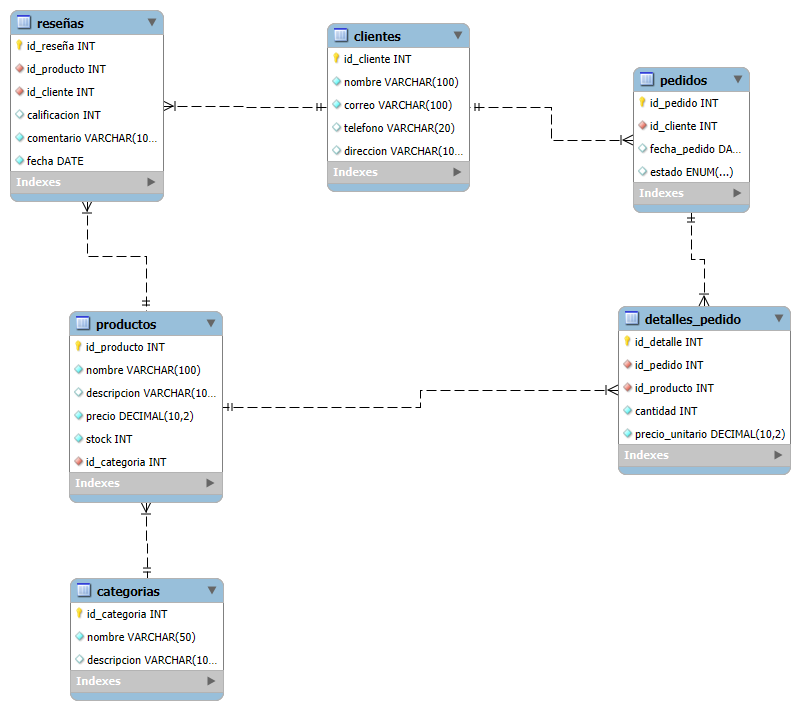 reseñas
id_reseña INT
id_producto INT
id_cliente INT
calificacion INT
comentario VARCHAR(10...
fecha DATE
Indexes
clientes
id_cliente INT
nombre VARCHAR(100)
correo VARCHAR(100)
telefono VARCHAR(20)
direccion VARCHAR(10...
Indexes
pedidos
id_pedido INT
id_cliente INT
fecha_pedido DA...
estado ENUM(...)
Indexes
productos
id_producto INT
nombre VARCHAR(100)
descripcion VARCHAR(10...
precio DECIMAL(10,2)
stock INT
id_categoria INT
Indexes
detalles_pedido
id_detalle INT
id_pedido INT
id_producto INT
cantidad INT
precio_unitario DECIMAL(10,2)
Indexes
categorias
id_categoria INT
nombre VARCHAR(50)
descripcion VARCHAR(10...
Indexes